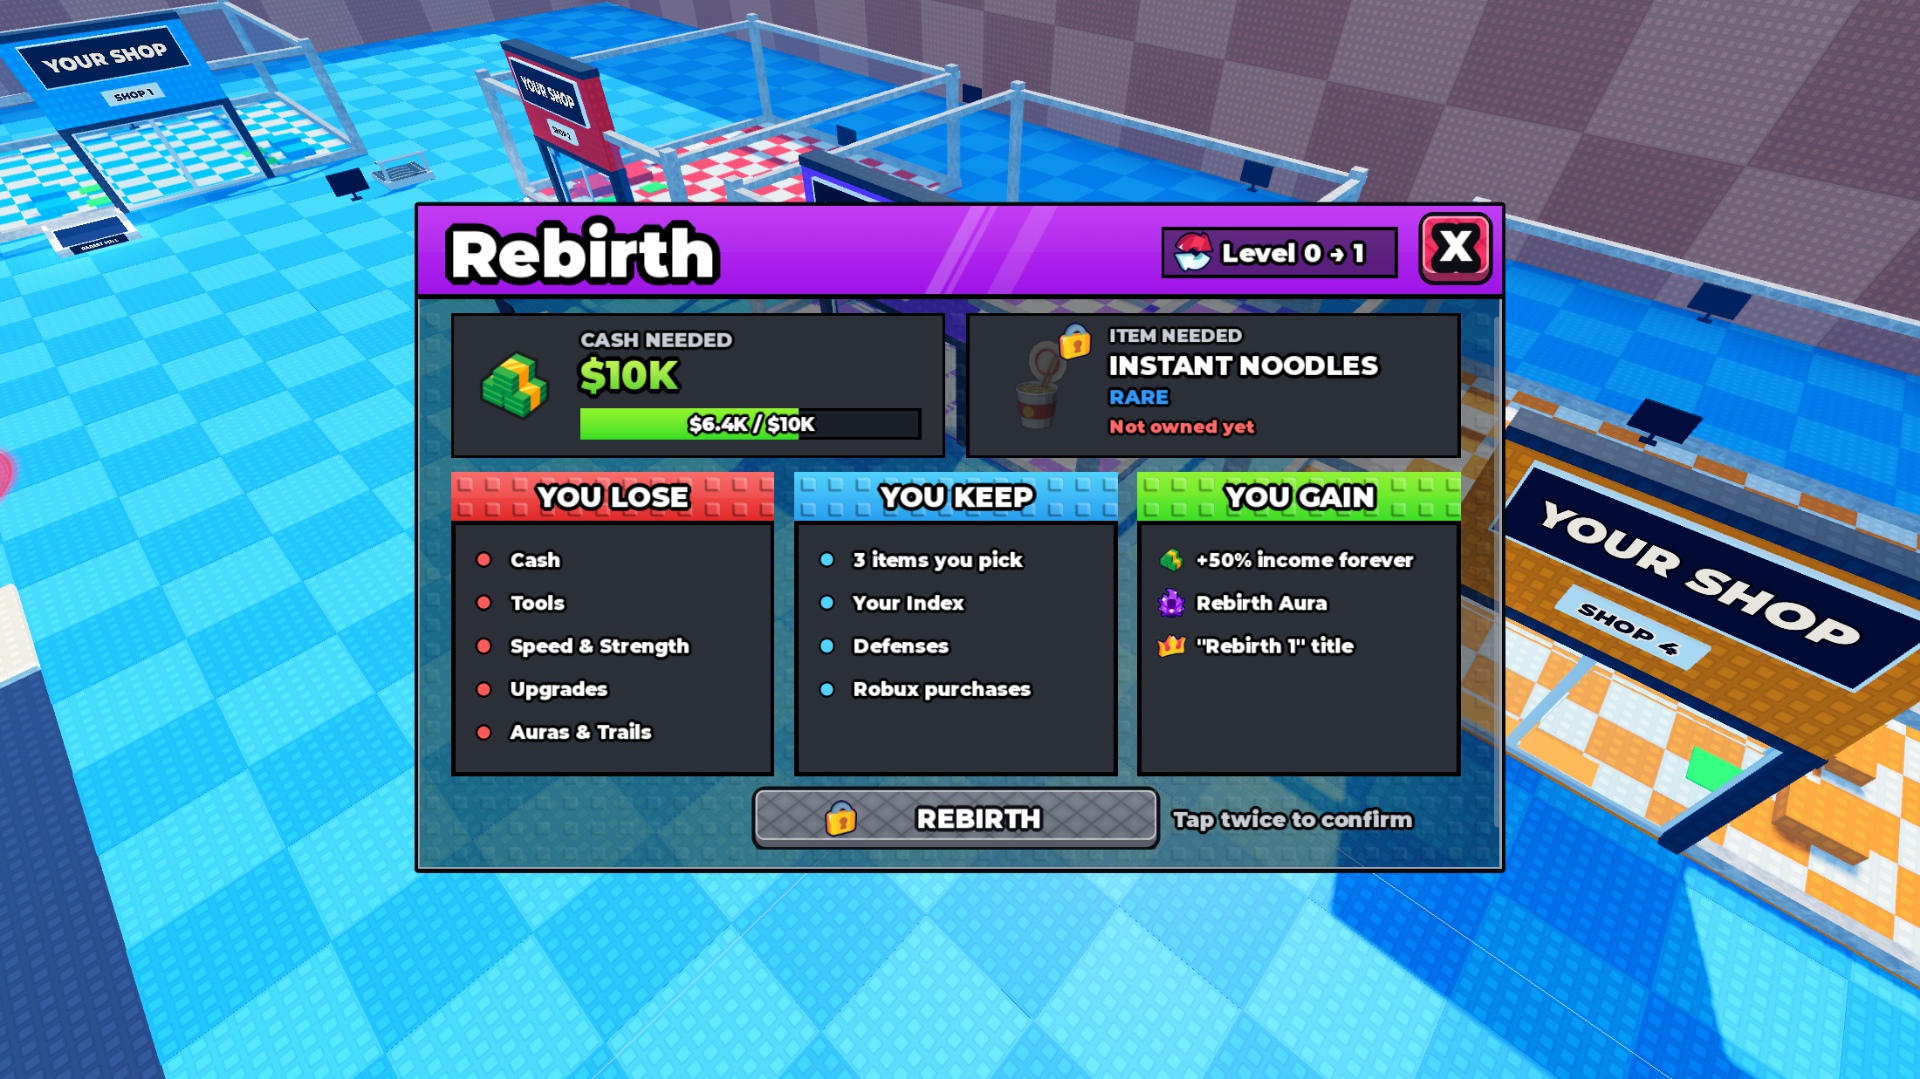 YOUR SHOP
SHOP 1
YOUR SHOP
Rebirth
Level 0 → 1
X
CASH NEEDED
$10K
$6.4K / $10K
ITEM NEEDED
INSTANT NOODLES
RARE
Not owned yet
YOU LOSE
Cash
Tools
Speed & Strength
Upgrades
Auras & Trails
YOU KEEP
3 items you pick
Your Index
Defenses
Robux purchases
YOU GAIN
+50% income forever
Rebirth Aura
"Rebirth 1" title
REBIRTH
Tap twice to confirm
YOUR SHOP
SHOP 4